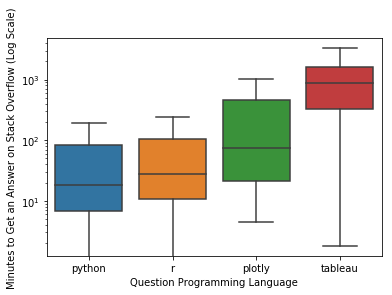 Minutes to Get an Answer on Stack Overflow (Log Scale)
10³
10²
10¹
python r plotly tableau
Question Programming Language